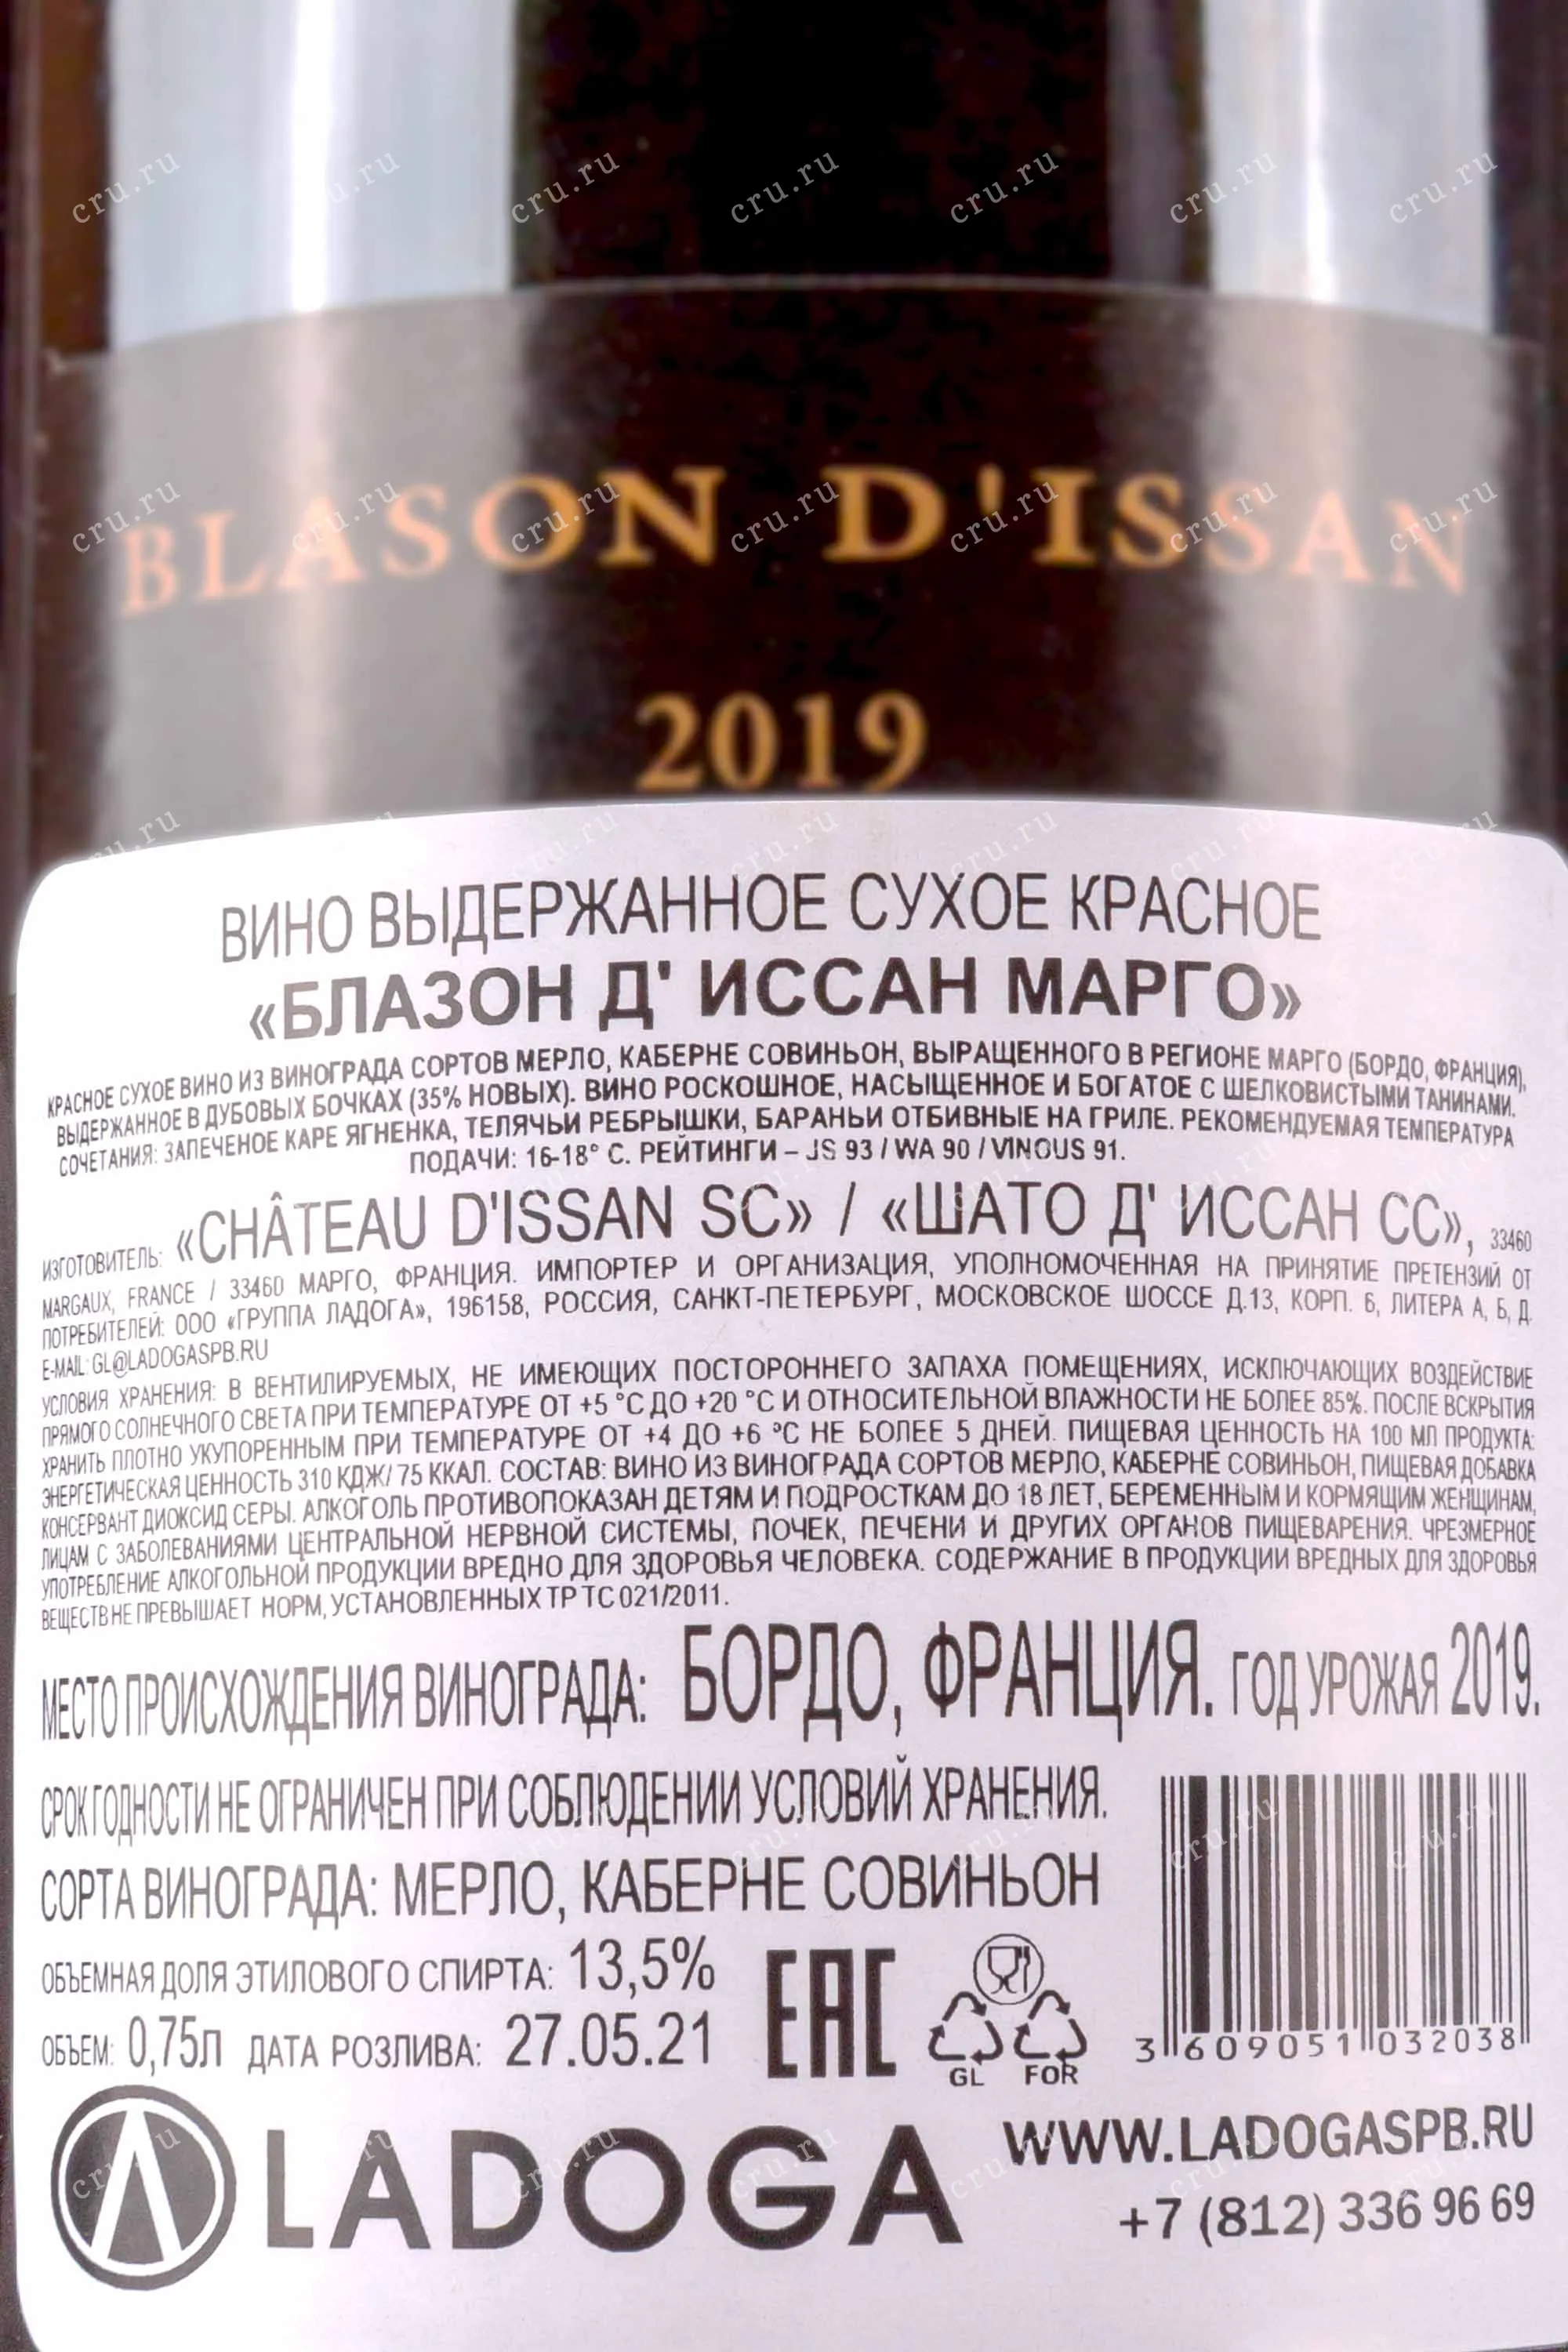 BLASON D'ISSAN
2019
ВИНО ВЫДЕРЖАННОЕ СУХОЕ КРАСНОЕ
«БЛАЗОН Д' ИССАН МАРГО»
КРАСНОЕ СУХОЕ ВИНО ИЗ ВИНОГРАДА СОРТОВ МЕРЛО, КАБЕРНЕ СОВИНЬОН, ВЫРАЩЕННОГО В РЕГИОНЕ МАРГО (БОРДО, ФРАНЦИЯ),
ВЫДЕРЖАННОЕ В ДУБОВЫХ БОЧКАХ (35% НОВЫХ). ВИНО РОСКОШНОЕ, НАСЫЩЕННОЕ И БОГАТОЕ С ШЕЛКОВИСТЫМИ ТАНИНАМИ.
СОЧЕТАНИЯ: ЗАПЕЧЕНОЕ КАРЕ ЯГНЕНКА, ТЕЛЯЧЬИ РЕБРЫШКИ, БАРАНЬИ ОТБИВНЫЕ НА ГРИЛЕ. РЕКОМЕНДУЕМАЯ ТЕМПЕРАТУРА
ПОДАЧИ: 16-18° С. РЕЙТИНГИ – JS 93 / WA 90 / VINOUS 91.
ИЗГОТОВИТЕЛЬ: «CHÂTEAU D'ISSAN SC» / «ШАТО Д' ИССАН СС», 33460
MARGAUX, FRANCE / 33460 МАРГО, ФРАНЦИЯ. ИМПОРТЕР И ОРГАНИЗАЦИЯ, УПОЛНОМОЧЕННАЯ НА ПРИНЯТИЕ ПРЕТЕНЗИЙ ОТ
ПОТРЕБИТЕЛЕЙ: ООО «ГРУППА ЛАДОГА», 196158, РОССИЯ, САНКТ-ПЕТЕРБУРГ, МОСКОВСКОЕ ШОССЕ Д.13, КОРП. 6, ЛИТЕРА А, Б, Д.
E-MAIL: GL@LADOGASPB.RU
УСЛОВИЯ ХРАНЕНИЯ: В ВЕНТИЛИРУЕМЫХ, НЕ ИМЕЮЩИХ ПОСТОРОННЕГО ЗАПАХА ПОМЕЩЕНИЯХ, ИСКЛЮЧАЮЩИХ ВОЗДЕЙСТВИЕ
ПРЯМОГО СОЛНЕЧНОГО СВЕТА ПРИ ТЕМПЕРАТУРЕ ОТ +5 °С ДО +20 °С И ОТНОСИТЕЛЬНОЙ ВЛАЖНОСТИ НЕ БОЛЕЕ 85%. ПОСЛЕ ВСКРЫТИЯ
ХРАНИТЬ ПЛОТНО УКУПОРЕННЫМ ПРИ ТЕМПЕРАТУРЕ ОТ +4 ДО +6 °С НЕ БОЛЕЕ 5 ДНЕЙ. ПИЩЕВАЯ ЦЕННОСТЬ НА 100 МЛ ПРОДУКТА:
ЭНЕРГЕТИЧЕСКАЯ ЦЕННОСТЬ 310 КДЖ/ 75 ККАЛ. СОСТАВ: ВИНО ИЗ ВИНОГРАДА СОРТОВ МЕРЛО, КАБЕРНЕ СОВИНЬОН, ПИЩЕВАЯ ДОБАВКА
КОНСЕРВАНТ ДИОКСИД СЕРЫ. АЛКОГОЛЬ ПРОТИВОПОКАЗАН ДЕТЯМ И ПОДРОСТКАМ ДО 18 ЛЕТ, БЕРЕМЕННЫМ И КОРМЯЩИМ ЖЕНЩИНАМ,
ЛИЦАМ С ЗАБОЛЕВАНИЯМИ ЦЕНТРАЛЬНОЙ НЕРВНОЙ СИСТЕМЫ, ПОЧЕК, ПЕЧЕНИ И ДРУГИХ ОРГАНОВ ПИЩЕВАРЕНИЯ. ЧРЕЗМЕРНОЕ
УПОТРЕБЛЕНИЕ АЛКОГОЛЬНОЙ ПРОДУКЦИИ ВРЕДНО ДЛЯ ЗДОРОВЬЯ ЧЕЛОВЕКА. СОДЕРЖАНИЕ В ПРОДУКЦИИ ВРЕДНЫХ ДЛЯ ЗДОРОВЬЯ
ВЕЩЕСТВ НЕ ПРЕВЫШАЕТ НОРМ, УСТАНОВЛЕННЫХ ТР ТС 021/2011.
МЕСТО ПРОИСХОЖДЕНИЯ ВИНОГРАДА: БОРДО, ФРАНЦИЯ. ГОД УРОЖАЯ 2019.
СРОК ГОДНОСТИ НЕ ОГРАНИЧЕН ПРИ СОБЛЮДЕНИИ УСЛОВИЙ ХРАНЕНИЯ.
СОРТА ВИНОГРАДА: МЕРЛО, КАБЕРНЕ СОВИНЬОН
ОБЪЕМНАЯ ДОЛЯ ЭТИЛОВОГО СПИРТА: 13,5%
ОБЪЕМ: 0,75Л ДАТА РОЗЛИВА: 27.05.21
EAC
GL FOR
3 609051 032038
LADOGA
WWW.LADOGASPB.RU
+7 (812) 336 96 69
cru.ru